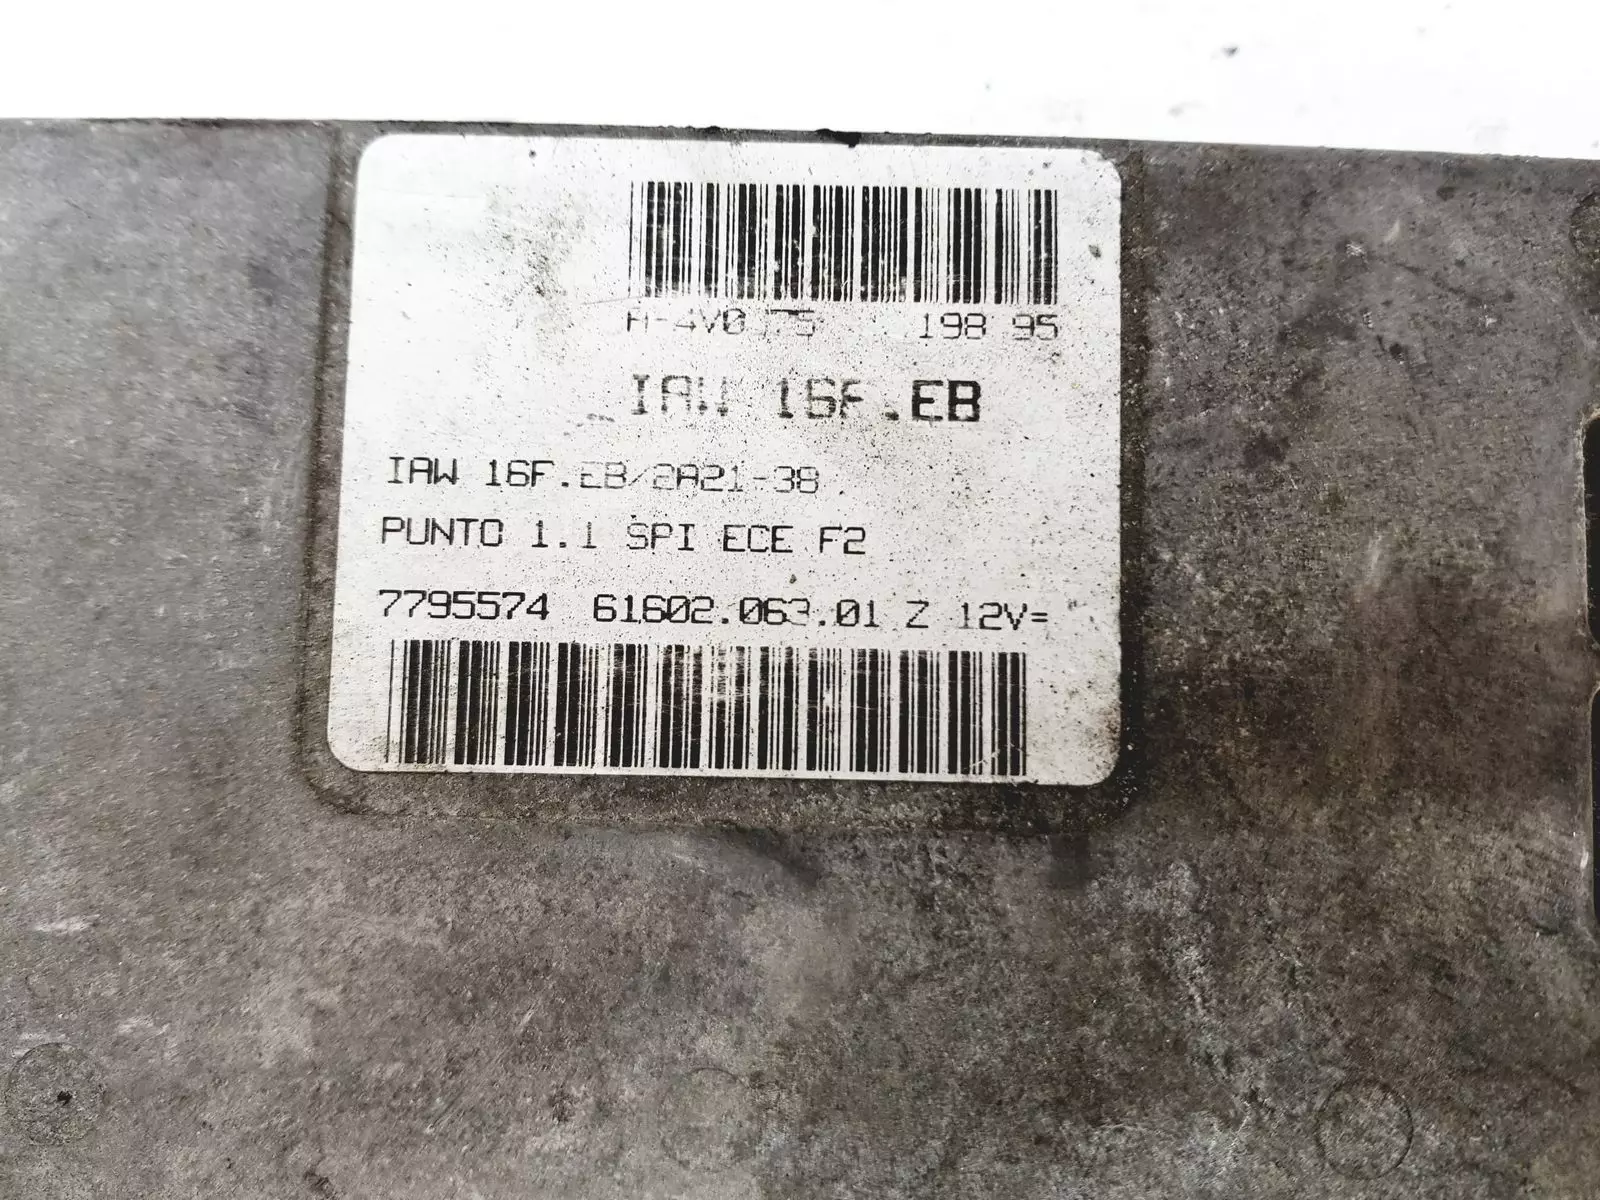 198 95
IAW 16F.EB
IAW 16F.EB/2A21-38
PUNTO 1.1 SPI ECE F2
7795574 61602.063.01 Z 12V=